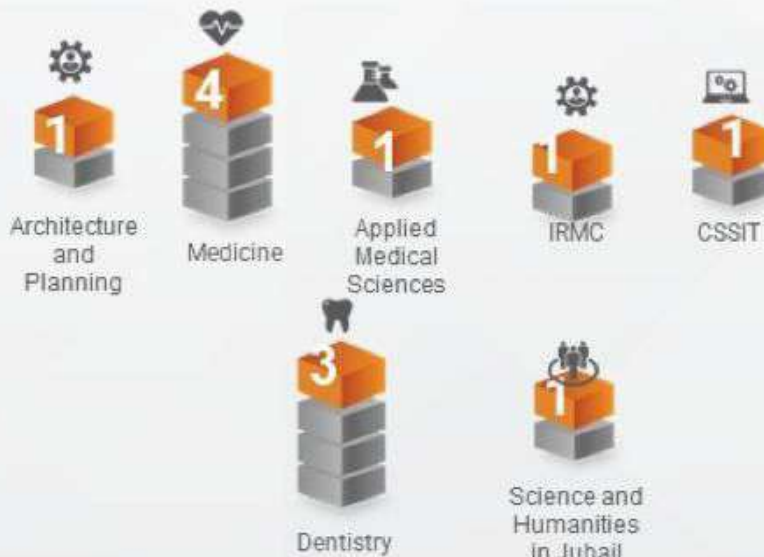 1
Architecture
and
Planning
4
Medicine
1
Applied
Medical
Sciences
1
IRMC
1
CSSIT
3
Dentistry
1
Science and
Humanities
in Jubail